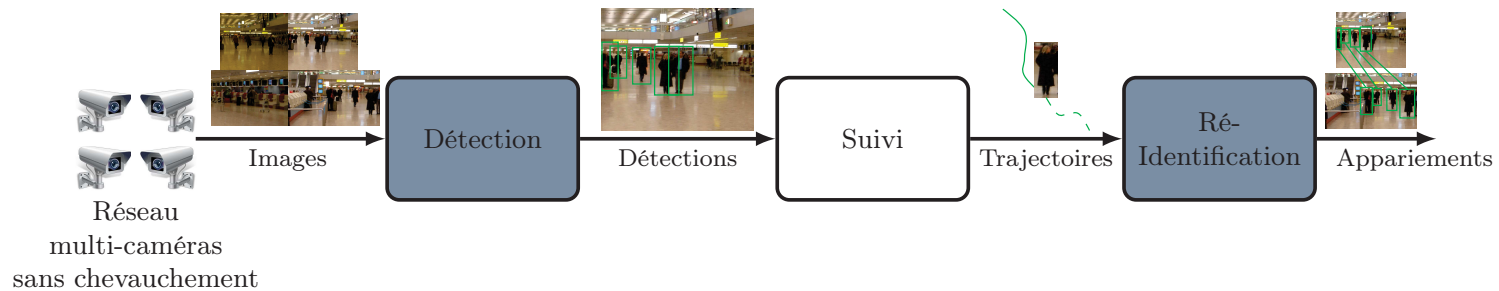 Réseau
multi-caméras
sans chevauchement
Images
Détection
Détections
Suivi
Trajectoires
Ré-
Identification
Appariements